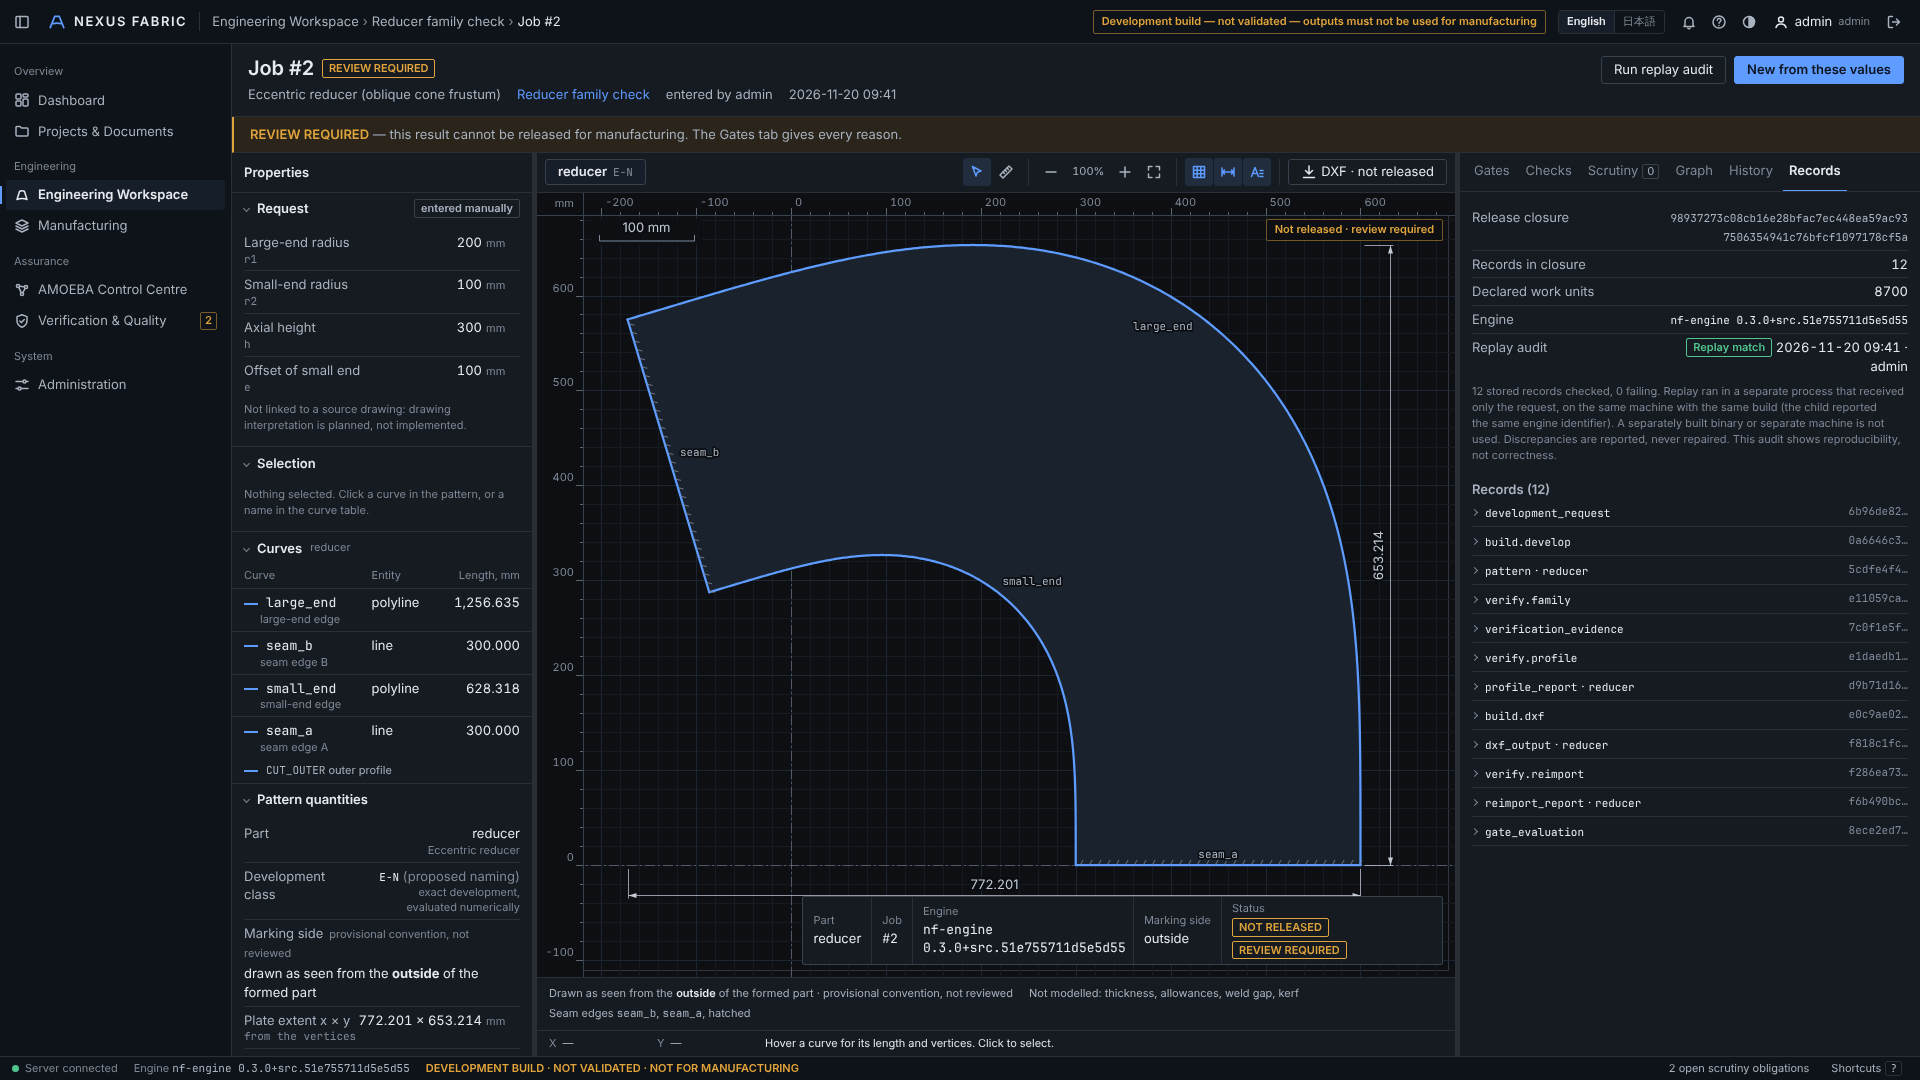 NEXUS FABRIC
Engineering Workspace › Reducer family check › Job #2
Development build — not validated — outputs must not be used for manufacturing
English 日本語
admin admin
Overview
Dashboard
Projects & Documents
Engineering
Engineering Workspace
Manufacturing
Assurance
AMOEBA Control Centre
Verification & Quality 2
System
Administration
Job #2 REVIEW REQUIRED
Eccentric reducer (oblique cone frustum) Reducer family check entered by admin 2026-11-20 09:41
Run replay audit New from these values
REVIEW REQUIRED — this result cannot be released for manufacturing. The Gates tab gives every reason.
Properties
Request entered manually
Large-end radius 200 mm
r1
Small-end radius 100 mm
r2
Axial height 300 mm
h
Offset of small end 100 mm
e
Not linked to a source drawing: drawing
interpretation is planned, not implemented.
Selection
Nothing selected. Click a curve in the pattern, or a
name in the curve table.
Curves reducer
Curve Entity Length, mm
large_end polyline 1,256.635
large-end edge
seam_b line 300.000
seam edge B
small_end polyline 628.318
small-end edge
seam_a line 300.000
seam edge A
CUT_OUTER outer profile
Pattern quantities
Part reducer
Eccentric reducer
Development class E-N (proposed naming)
exact development,
evaluated numerically
Marking side provisional convention, not
reviewed
drawn as seen from the outside of the
formed part
Plate extent x × y 772.201 × 653.214 mm
from the vertices
reducer E-N
100%
DXF · not released
mm -200 -100 0 100 200 300 400 500 600
100 mm
Not released · review required
600
500
400
300
200
100
0
-100
large_end
seam_b
small_end
seam_a
653.214
772.201
Part
reducer
Job
#2
Engine
nf-engine
0.3.0+src.51e755711d5e5d55
Marking side
outside
Status
NOT RELEASED
REVIEW REQUIRED
Drawn as seen from the outside of the formed part · provisional convention, not reviewed Not modelled: thickness, allowances, weld gap, kerf
Seam edges seam_b, seam_a, hatched
X — Y — Hover a curve for its length and vertices. Click to select.
Gates Checks Scrutiny 0 Graph History Records
Release closure 98937273c08cb16e28bfac7ec448ea59ac93
7506354941c76bfcf1097178cf5a
Records in closure 12
Declared work units 8700
Engine nf-engine 0.3.0+src.51e755711d5e5d55
Replay audit Replay match 2026-11-20 09:41 ·
admin
12 stored records checked, 0 failing. Replay ran in a separate process that received
only the request, on the same machine with the same build (the child reported
the same engine identifier). A separately built binary or separate machine is not
used. Discrepancies are reported, never repaired. This audit shows reproducibility,
not correctness.
Records (12)
development_request 6b96de82…
build.develop 0a6646c3…
pattern · reducer 5cdfe4f4…
verify.family e11059ca…
verification_evidence 7c0f1e5f…
verify.profile e1daedb1…
profile_report · reducer d9b71d16…
build.dxf e0c9ae02…
dxf_output · reducer f818c1fc…
verify.reimport f286ea73…
reimport_report · reducer f6b490bc…
gate_evaluation 8ece2ed7…
Server connected Engine nf-engine 0.3.0+src.51e755711d5e5d55 DEVELOPMENT BUILD · NOT VALIDATED · NOT FOR MANUFACTURING
2 open scrutiny obligations Shortcuts ?